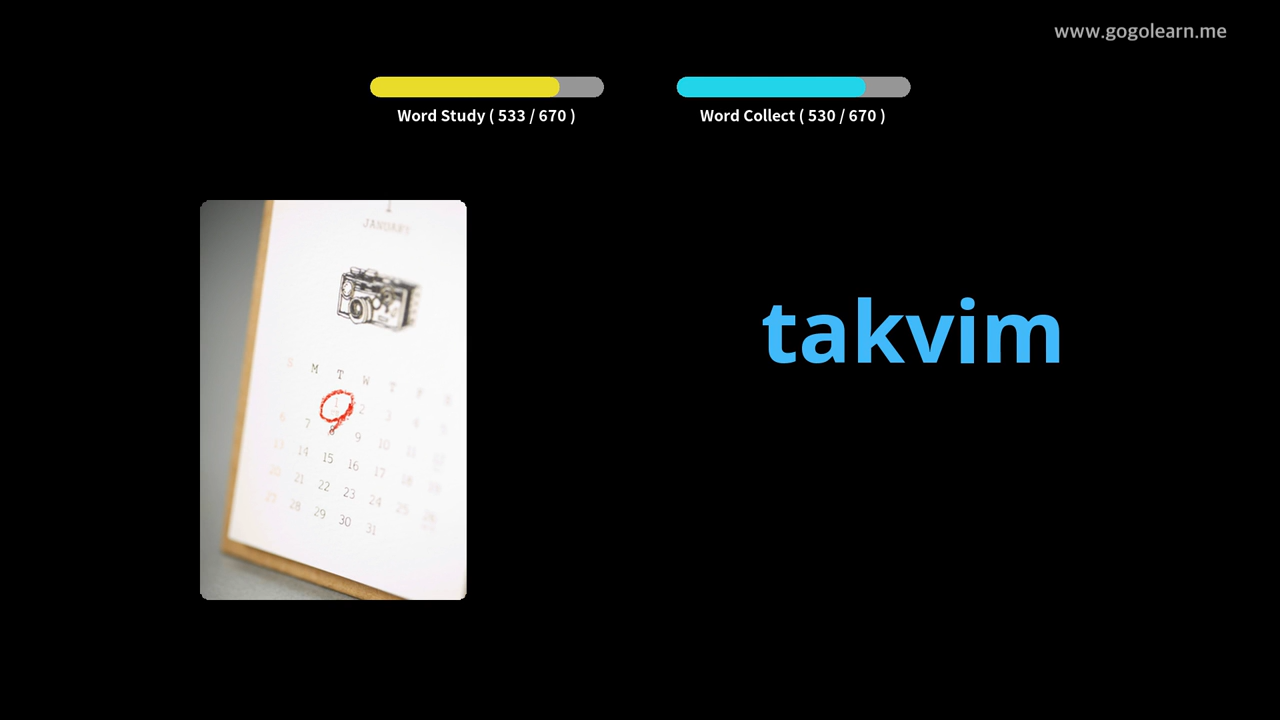 www.gogolearn.me
Word Study ( 533 / 670 )
Word Collect ( 530 / 670 )
takvim
JANUARY
S M T W T F S
1 2 3 4 5
6 7 8 9 10 11 12
13 14 15 16 17 18 19
20 21 22 23 24 25 26
28 29 30 31